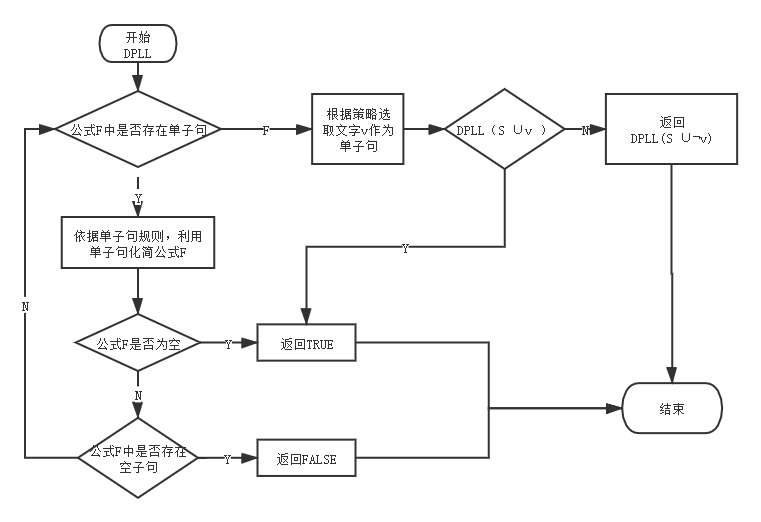 开始
DPLL
公式F中是否存在单子句
F
根据策略选
取文字v作为
单子句
DPLL（S ∪v ）
N
返回
DPLL(S ∪¬v)
Y
依据单子句规则，利用
单子句化简公式F
Y
N
公式F是否为空
Y
返回TRUE
N
结束
公式F中是否存在
空子句
Y
返回FALSE